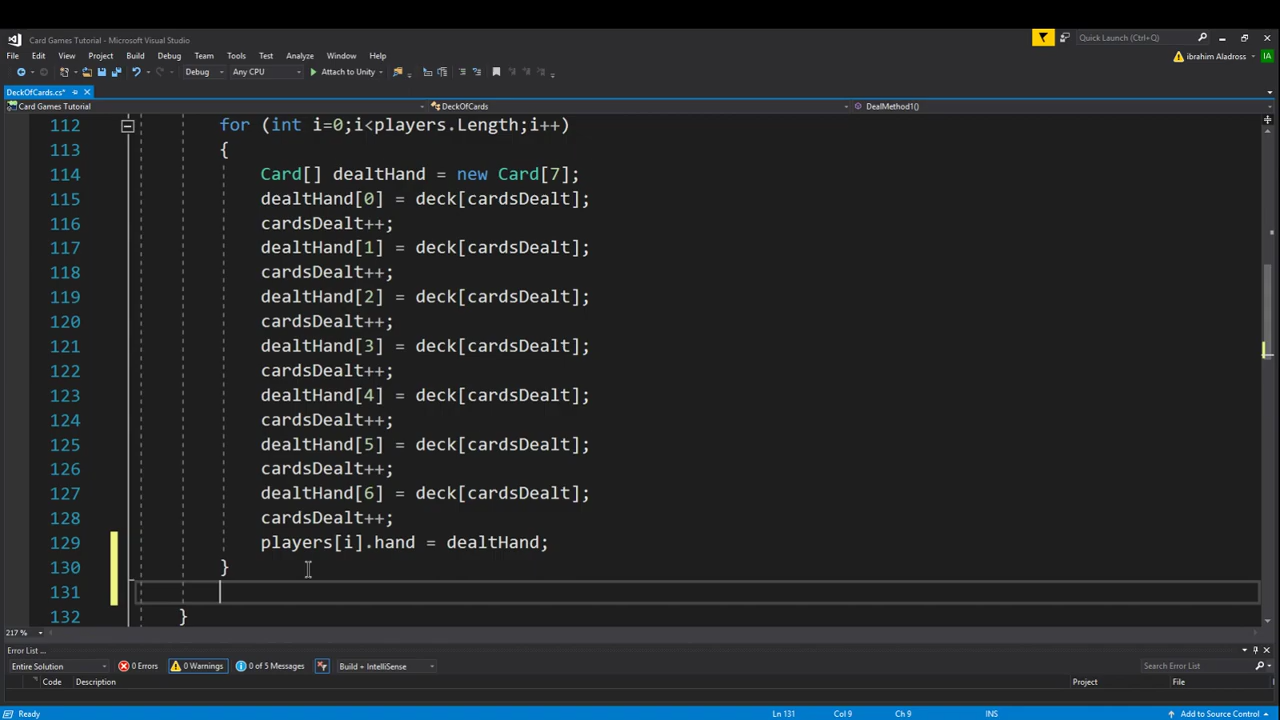 Card Games Tutorial - Microsoft Visual Studio
Quick Launch (Ctrl+Q)
File Edit View Project Build Debug Team Tools Test Analyze Window Help
ibrahim Aladross IA
Debug Any CPU Attach to Unity
DeckOfCards.cs*
Card Games Tutorial DeckOfCards DealMethod1()
112 for (int i=0;i<players.Length;i++)
113 {
114 Card[] dealtHand = new Card[7];
115 dealtHand[0] = deck[cardsDealt];
116 cardsDealt++;
117 dealtHand[1] = deck[cardsDealt];
118 cardsDealt++;
119 dealtHand[2] = deck[cardsDealt];
120 cardsDealt++;
121 dealtHand[3] = deck[cardsDealt];
122 cardsDealt++;
123 dealtHand[4] = deck[cardsDealt];
124 cardsDealt++;
125 dealtHand[5] = deck[cardsDealt];
126 cardsDealt++;
127 dealtHand[6] = deck[cardsDealt];
128 cardsDealt++;
129 players[i].hand = dealtHand;
130 }
131
132 }
217 %
Error List ...
Entire Solution 0 Errors 0 Warnings 0 of 5 Messages Build + IntelliSense Search Error List
Code Description Project File
Ready Ln 131 Col 9 Ch 9 INS Add to Source Control